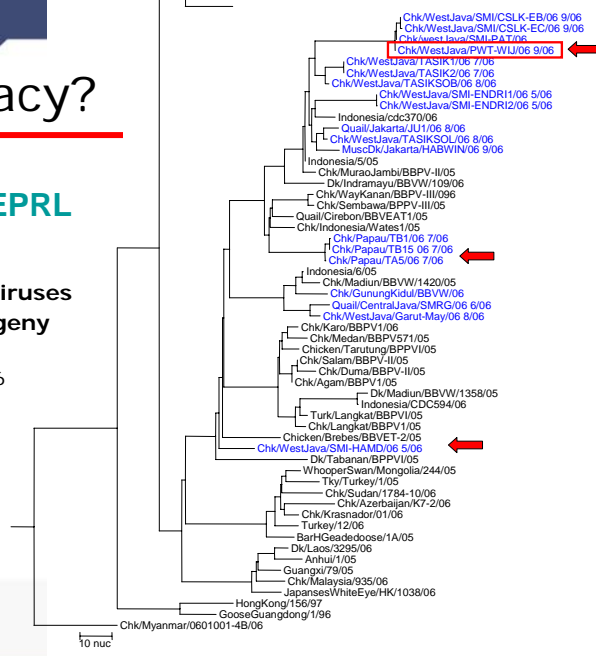 acy?
EPRL
iruses
geny
6
Chk/WestJava/SMI/CSLK-EB/06 9/06
Chk/WestJava/SMI/CSLK-EC/06 9/06
Chk/west Java/SMI-PAT/06
Chk/WestJava/PWT-WIJ/06 9/06
Chk/WestJava/TASIK1/06 7/06
Chk/WestJava/TASIK2/06 7/06
Chk/WestJava/TASIKSOB/06 8/06
Chk/WestJava/SMI-ENDRI1/06 5/06
Chk/WestJava/SMI-ENDRI2/06 5/06
Indonesia/cdc370/06
Quail/Jakarta/JU1/06 8/06
Chk/WestJava/TASIKSOL/06 8/06
MuscDk/Jakarta/HABWIN/06 9/06
Indonesia/5/05
Chk/MuraoJambi/BBPV-II/05
Dk/Indramayu/BBVW/109/06
Chk/WayKanan/BBPV-III/096
Chk/Sembawa/BPPV-III/05
Quail/Cirebon/BBVEAT1/05
Chk/Indonesia/Wates1/05
Chk/Papau/TB1/06 7/06
Chk/Papau/TB15 06 7/06
Chk/Papau/TA5/06 7/06
Indonesia/6/05
Chk/Madiun/BBVW/1420/05
Chk/GunungKidul/BBVW/06
Quail/CentralJava/SMRG/06 6/06
Chk/WestJava/Garut-May/06 8/06
Chk/Karo/BBPV1/06
Chk/Medan/BBPV571/05
Chicken/Tarutung/BPPVI/05
Chk/Salam/BBPV-II/05
Chk/Duma/BBPV-II/05
Chk/Agam/BBPV1/05
Dk/Madiun/BBVW/1358/05
Indonesia/CDC594/06
Turk/Langkat/BBPVI/05
Chk/Langkat/BBPV1/05
Chicken/Brebes/BBVET-2/05
Chk/WestJava/SMI-HAMD/06 5/06
Dk/Tabanan/BPPVI/05
WhooperSwan/Mongolia/244/05
Tky/Turkey/1/05
Chk/Sudan/1784-10/06
Chk/Azerbaijan/K7-2/06
Chk/Krasnador/01/06
Turkey/12/06
BarHGeadedoose/1A/05
Dk/Laos/3295/06
Anhui/1/05
Guangxi/79/05
Chk/Malaysia/935/06
JapansesWhiteEye/HK/1038/06
HongKong/156/97
GooseGuangdong/1/96
Chk/Myanmar/0601001-4B/06
10 nuc